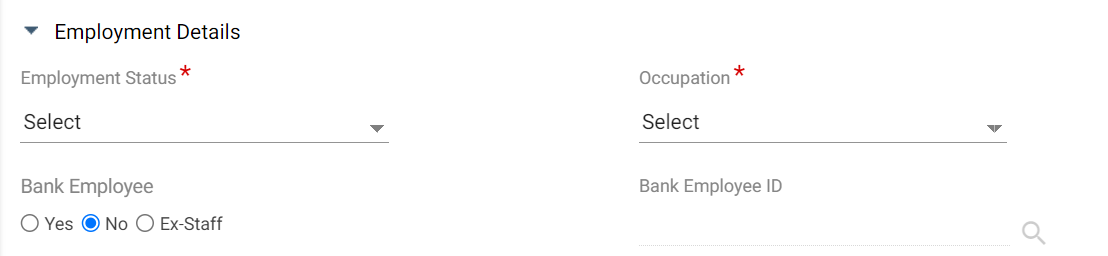 Employment Details
Employment Status * Occupation *
Select Select
Bank Employee Bank Employee ID
Yes No Ex-Staff